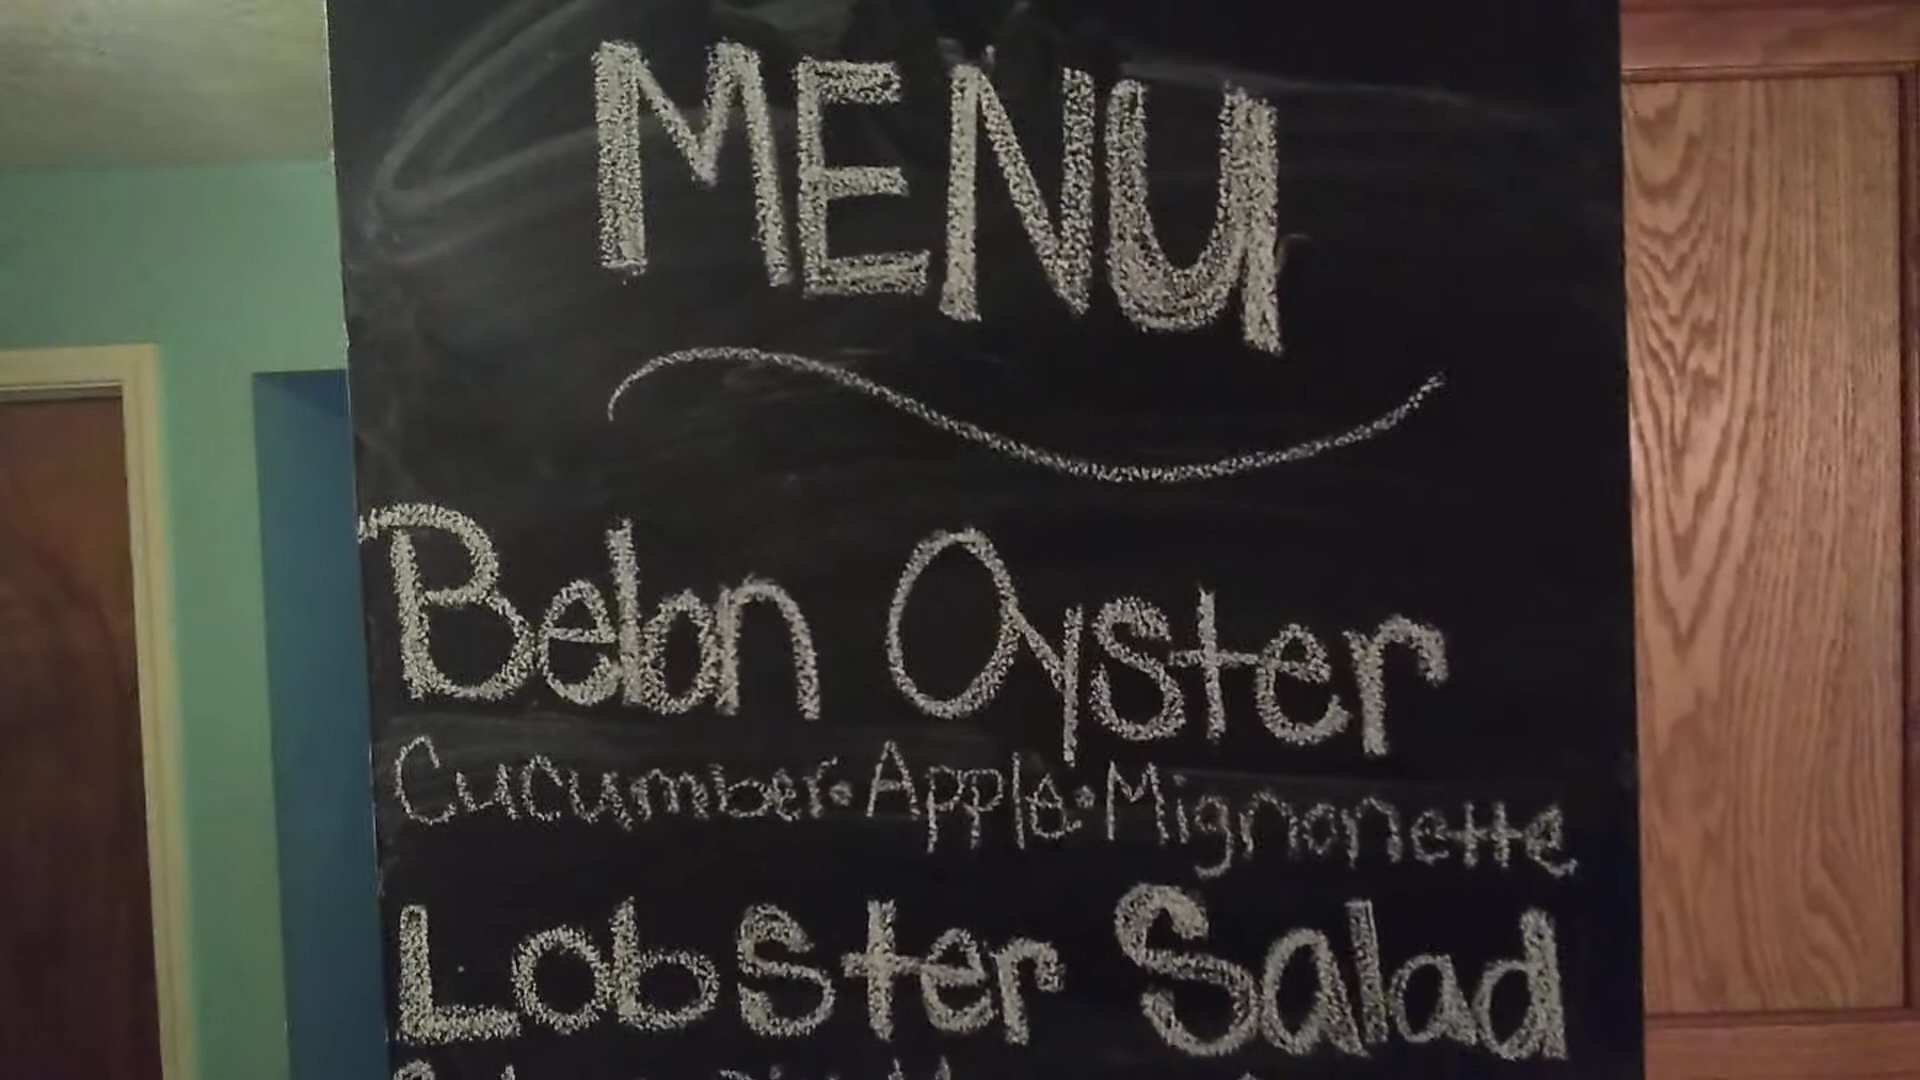 MENU
Belon Oyster
Cucumber • Apple • Mignonette
Lobster Salad